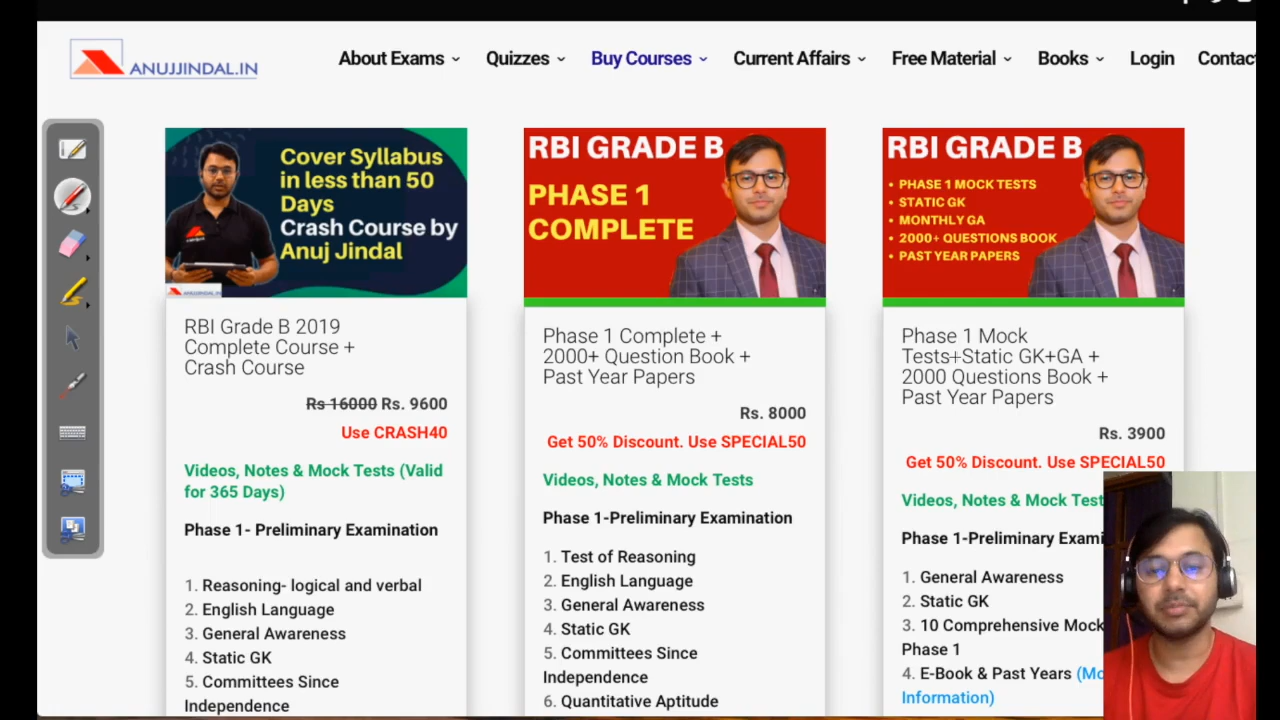 ANUJJINDAL.IN
About Exams
Quizzes
Buy Courses
Current Affairs
Free Material
Books
Login
Contac
Cover Syllabus
in less than 50
Days
Crash Course by
Anuj Jindal
ANUJJINDAL.IN
RBI Grade B 2019
Complete Course +
Crash Course
Rs 16000 Rs. 9600
Use CRASH40
Videos, Notes & Mock Tests (Valid
for 365 Days)
Phase 1- Preliminary Examination
1. Reasoning- logical and verbal
2. English Language
3. General Awareness
4. Static GK
5. Committees Since
Independence
RBI GRADE B
PHASE 1
COMPLETE
Phase 1 Complete +
2000+ Question Book +
Past Year Papers
Rs. 8000
Get 50% Discount. Use SPECIAL50
Videos, Notes & Mock Tests
Phase 1-Preliminary Examination
1. Test of Reasoning
2. English Language
3. General Awareness
4. Static GK
5. Committees Since
Independence
6. Quantitative Aptitude
RBI GRADE B
• PHASE 1 MOCK TESTS
• STATIC GK
• MONTHLY GA
• 2000+ QUESTIONS BOOK
• PAST YEAR PAPERS
Phase 1 Mock
Tests+Static GK+GA +
2000 Questions Book +
Past Year Papers
Rs. 3900
Get 50% Discount. Use SPECIAL50
Videos, Notes & Mock Test
Phase 1-Preliminary Exami
1. General Awareness
2. Static GK
3. 10 Comprehensive Mock
Phase 1
4. E-Book & Past Years (Mo
Information)